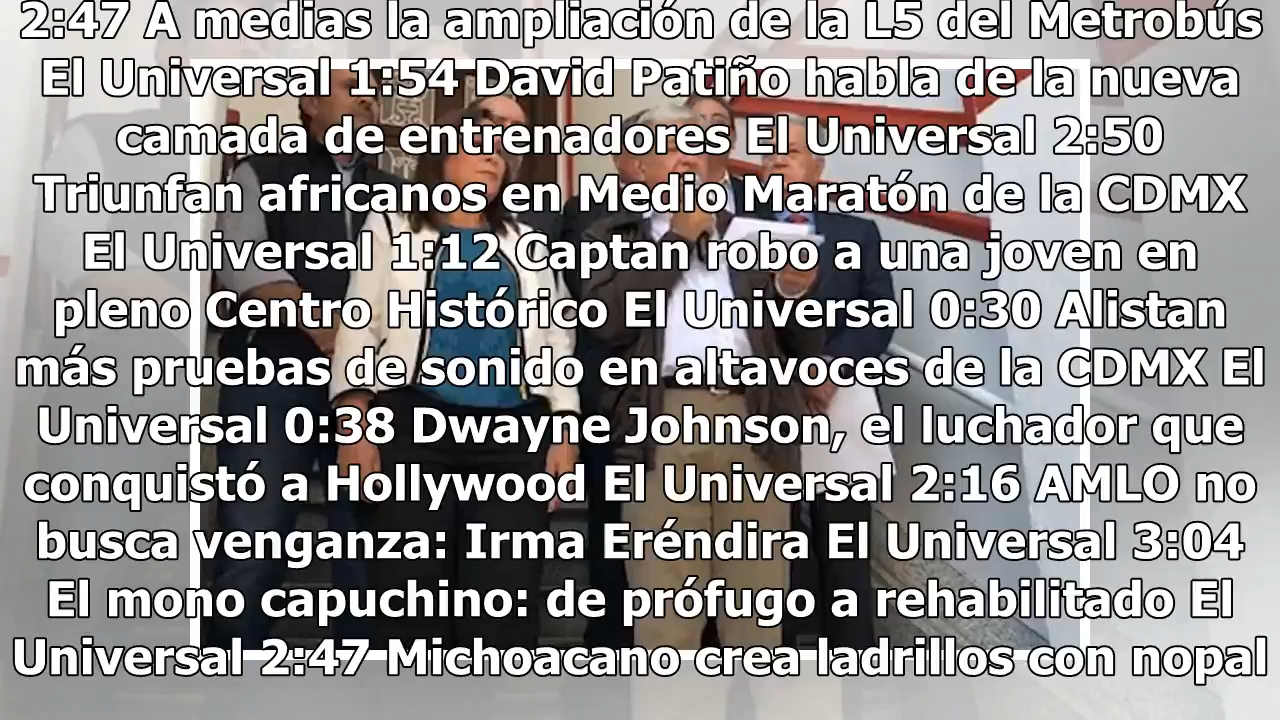 2:47 A medias la ampliación de la L5 del Metrobús
El Universal 1:54 David Patiño habla de la nueva
camada de entrenadores El Universal 2:50
Triunfan africanos en Medio Maratón de la CDMX
El Universal 1:12 Captan robo a una joven en
pleno Centro Histórico El Universal 0:30 Alistan
más pruebas de sonido en altavoces de la CDMX El
Universal 0:38 Dwayne Johnson, el luchador que
conquistó a Hollywood El Universal 2:16 AMLO no
busca venganza: Irma Eréndira El Universal 3:04
El mono capuchino: de prófugo a rehabilitado El
Universal 2:47 Michoacano crea ladrillos con nopal